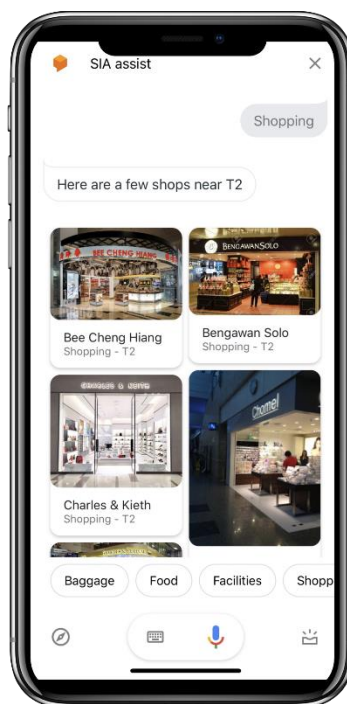 SIA assist
Shopping
Here are a few shops near T2
BEE CHENG HIANG
BENGAWAN SOLO
Bee Cheng Hiang
Shopping - T2
Bengawan Solo
Shopping - T2
CHARLES & KEITH
Chomel
Charles & Kieth
Shopping - T2
Baggage
Food
Facilities
Shopp